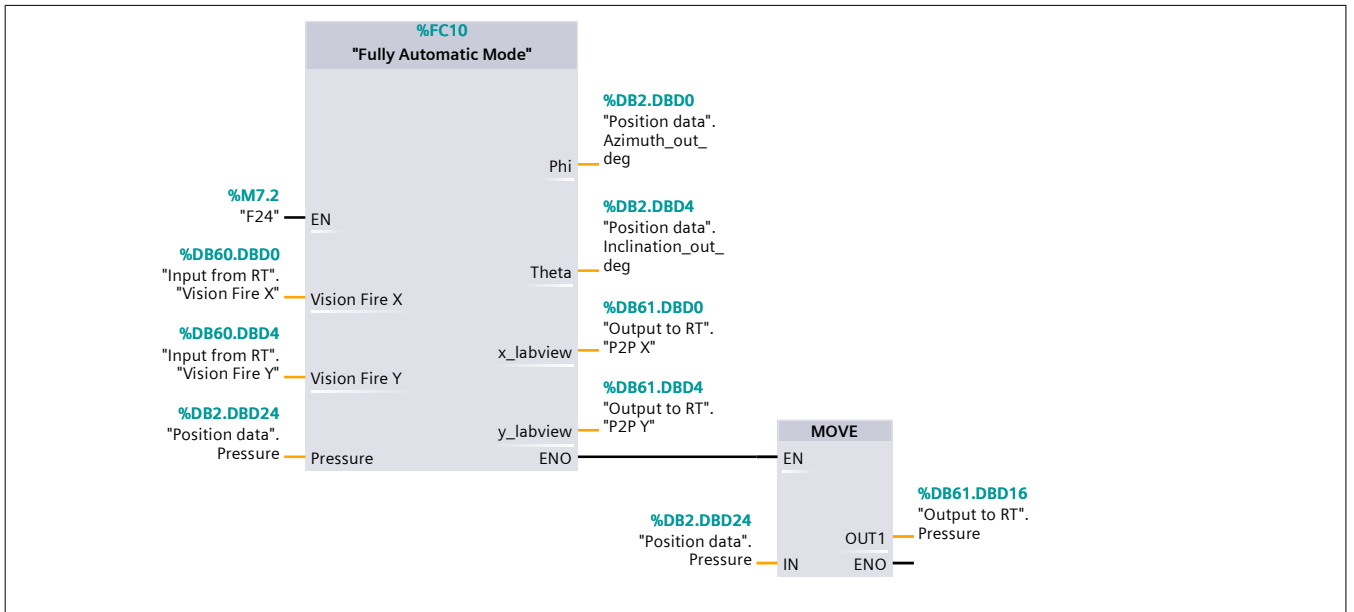 %FC10
"Fully Automatic Mode"
%DB2.DBD0
"Position data".
Azimuth_out_
deg
Phi
%M7.2
"F24"
EN
%DB2.DBD4
"Position data".
Inclination_out_
deg
Theta
%DB60.DBD0
"Input from RT".
"Vision Fire X"
Vision Fire X
%DB61.DBD0
"Output to RT".
"P2P X"
x_labview
%DB60.DBD4
"Input from RT".
"Vision Fire Y"
Vision Fire Y
%DB61.DBD4
"Output to RT".
"P2P Y"
y_labview
%DB2.DBD24
"Position data".
Pressure
Pressure
ENO
MOVE
EN
%DB2.DBD24
"Position data".
Pressure
IN
%DB61.DBD16
"Output to RT".
Pressure
OUT1
ENO